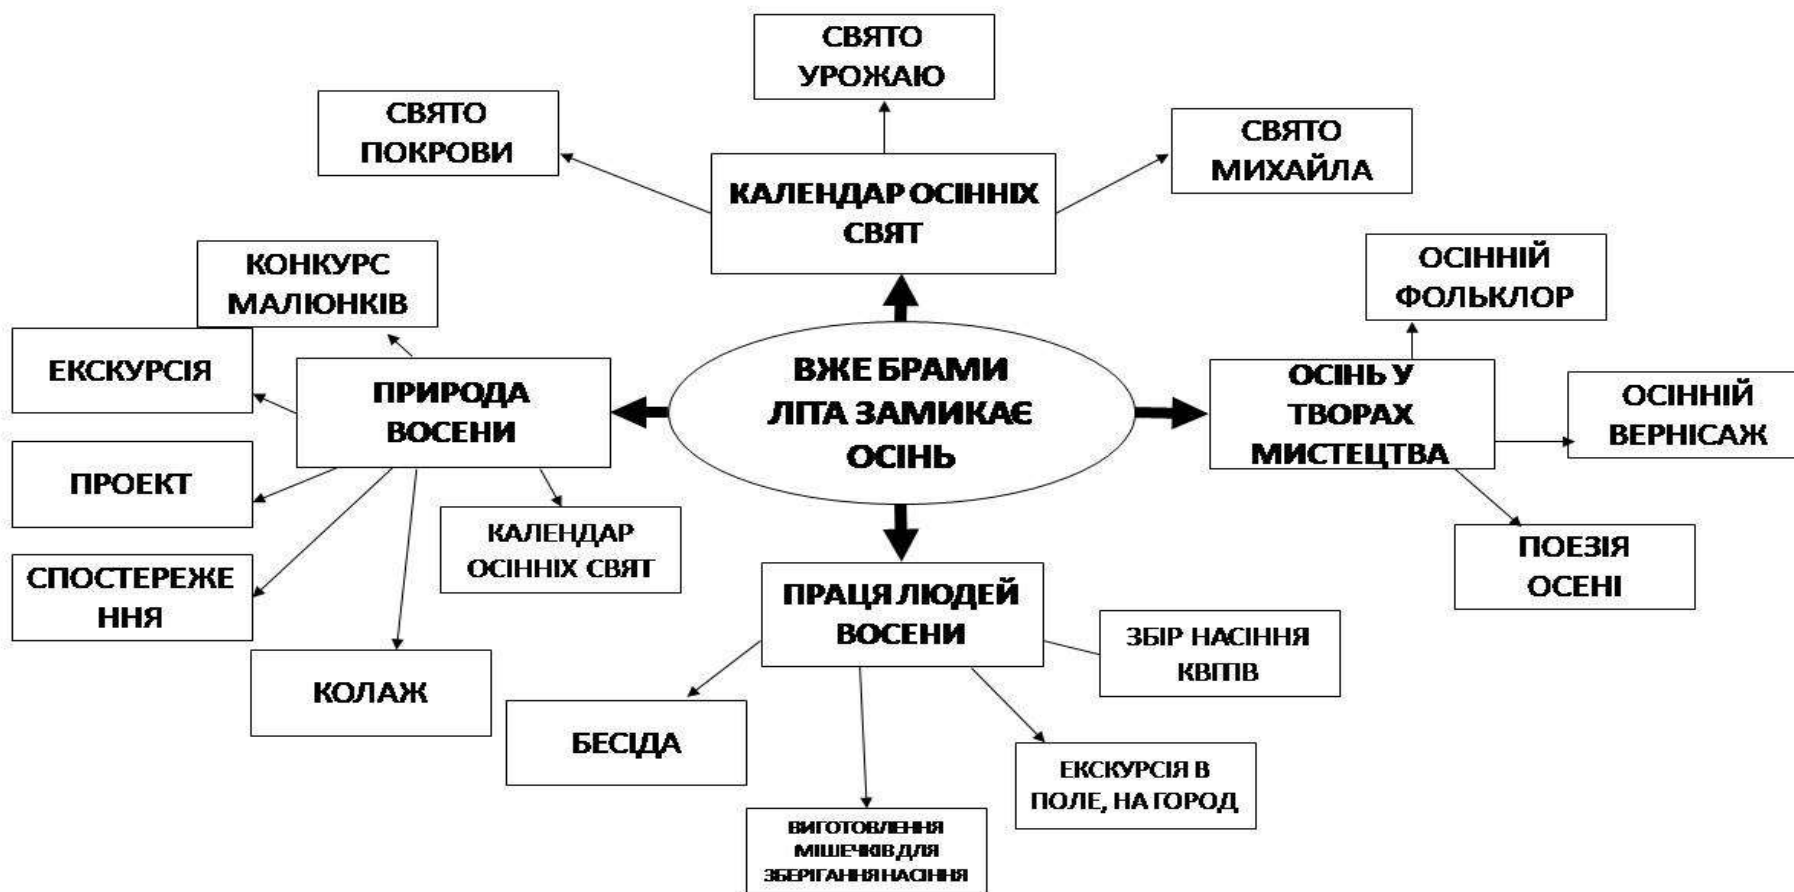 СВЯТО
УРОЖАЮ
СВЯТО
ПОКРОВИ
СВЯТО
МИХАЙЛА
КАЛЕНДАР ОСІННІХ
СВЯТ
КОНКУРС
МАЛЮНКІВ
ОСІННІЙ
ФОЛЬКЛОР
ЕКСКУРСІЯ
ПРИРОДА
ВОСЕНИ
ВЖЕ БРАМИ
ЛІТА ЗАМИКАЄ
ОСІНЬ
ОСІНЬ У
ТВОРАХ
МИСТЕЦТВА
ОСІННІЙ
ВЕРНІСАЖ
ПРОЕКТ
КАЛЕНДАР
ОСІННІХ СВЯТ
ПОЕЗІЯ
ОСЕНІ
СПОСТЕРЕЖЕ
ННЯ
ПРАЦЯ ЛЮДЕЙ
ВОСЕНИ
ЗБІР НАСІННЯ
КВІТІВ
КОЛАЖ
БЕСІДА
ЕКСКУРСІЯ В
ПОЛЕ, НА ГОРОД
ВИГОТОВЛЕННЯ
МІШЕЧКІВ ДЛЯ
ЗБЕРІГАННЯ НАСІННЯ